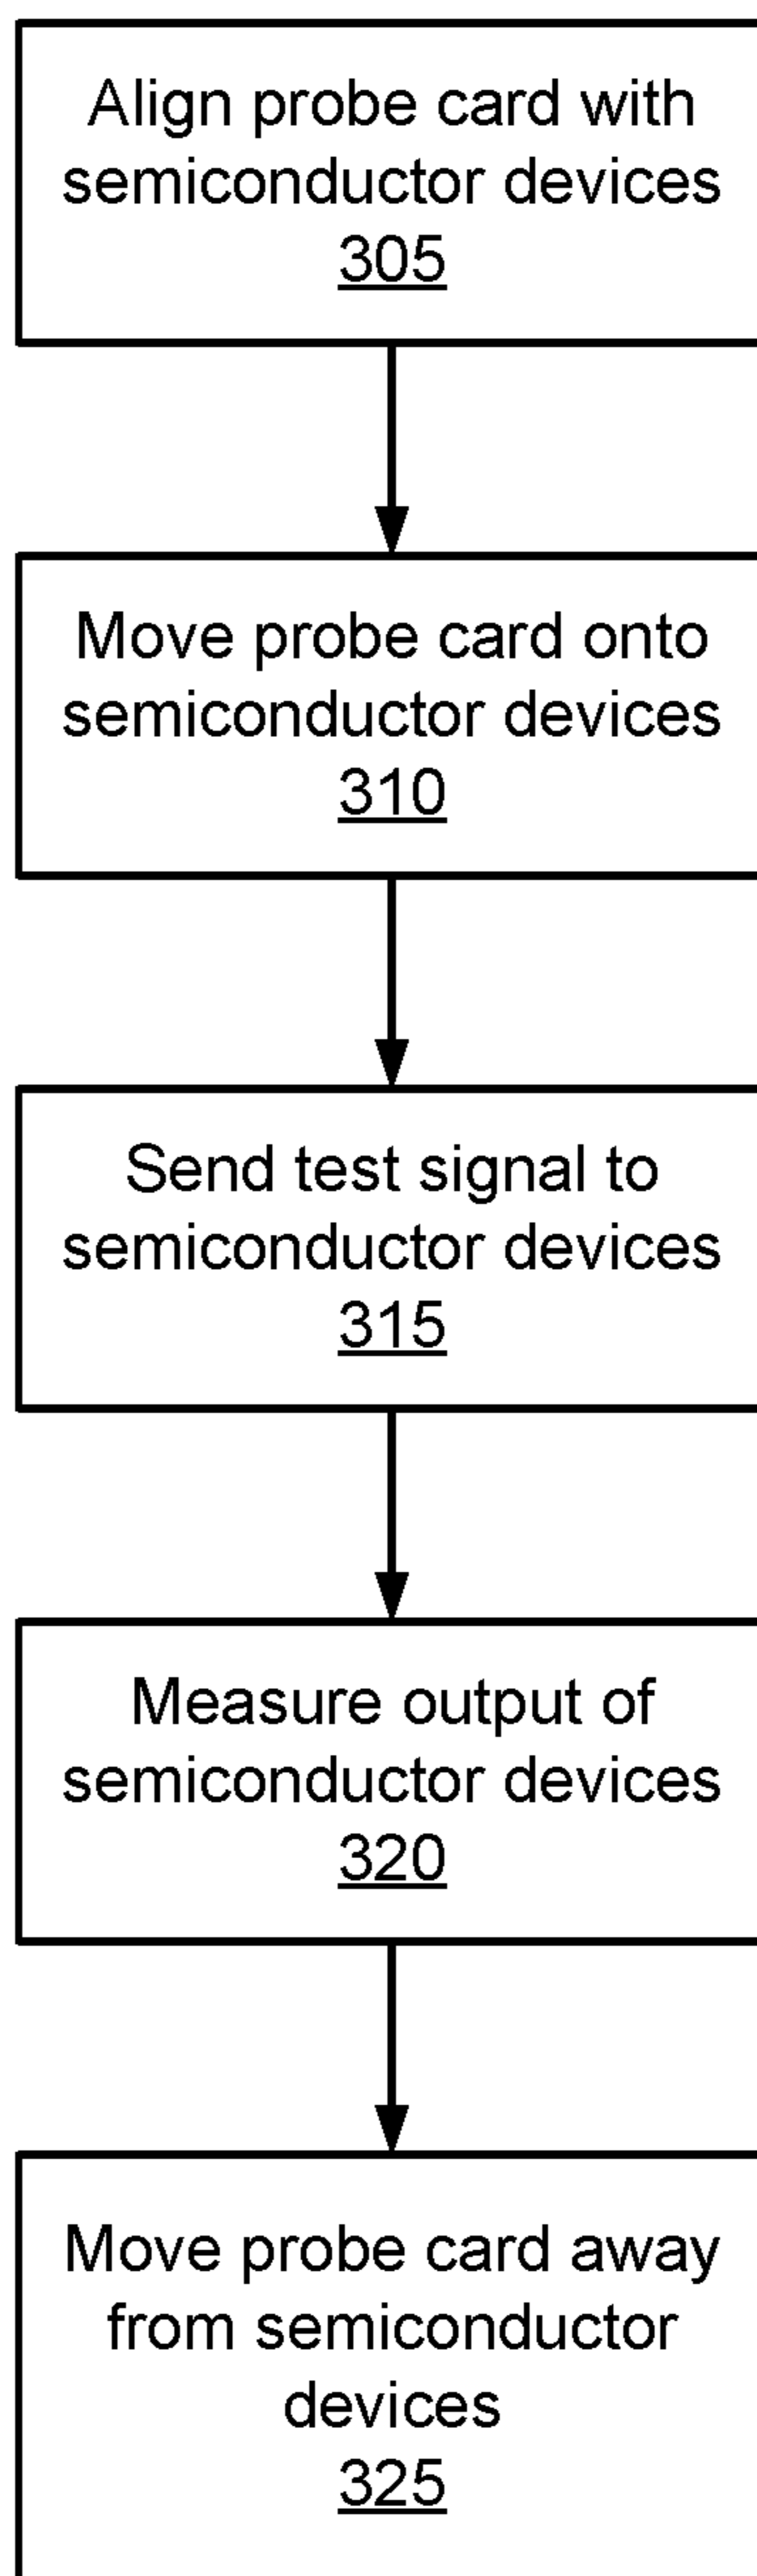 Align probe card with
semiconductor devices
305
Move probe card onto
semiconductor devices
310
Send test signal to
semiconductor devices
315
Measure output of
semiconductor devices
320
Move probe card away
from semiconductor
devices
325